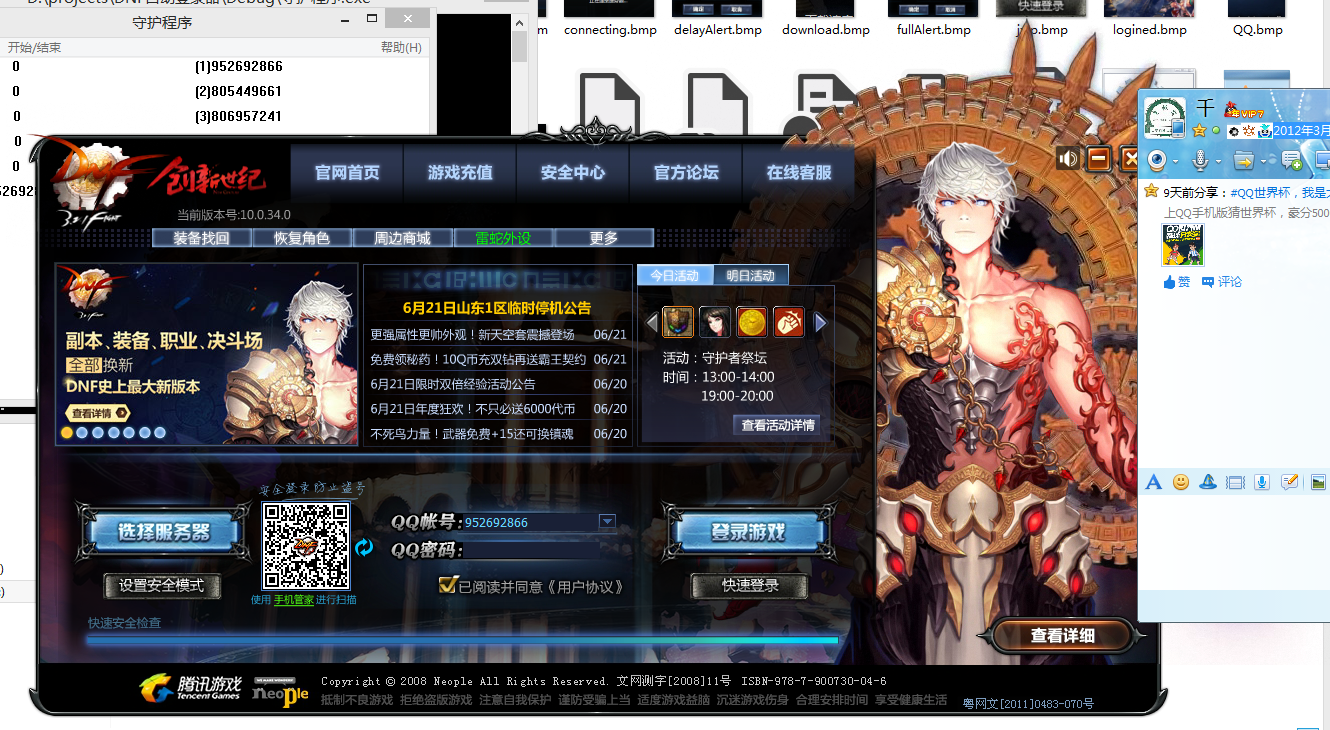 D:\projects\DNF自动登录器\Debug\守护程序.exe
守护程序
开始/结束 帮助(H)
0 (1)952692866
0 (2)805449661
0 (3)806957241
0
0
connecting.bmp delayAlert.bmp download.bmp fullAlert.bmp logined.bmp QQ.bmp
DNF 创新世纪
官网首页 游戏充值 安全中心 官方论坛 在线客服
当前版本号:10.0.34.0
装备找回 恢复角色 周边商城 雷蛇外设 更多
副本、装备、职业、决斗场
全部换新
DNF史上最大新版本
查看详情
6月21日山东1区临时停机公告
更强属性更帅外观！新天空套震撼登场 06/21
免费领秘药！10Q币充双钻再送霸王契约 06/21
6月21日限时双倍经验活动公告 06/20
6月21日年度狂欢！不只必送6000代币 06/20
不死鸟力量！武器免费+15还可换镇魂 06/20
今日活动 明日活动
活动：守护者祭坛
时间：13:00-14:00
19:00-20:00
查看活动详情
千
年VIP7
2012年3月
9天前分享：#QQ世界杯，我是
上QQ手机版猜世界杯，豪分500
赞 评论
安全登录 防止盗号
选择服务器
设置安全模式
使用 手机管家 进行扫描
QQ帐号: 952692866
QQ密码:
已阅读并同意《用户协议》
登录游戏
快速登录
快速安全检查
查看详细
腾讯游戏
Tencent Games
neople
Copyright © 2008 Neople All Rights Reserved. 文网测字[2008]11号 ISBN-978-7-900730-04-6
抵制不良游戏 拒绝盗版游戏 注意自我保护 谨防受骗上当 适度游戏益脑 沉迷游戏伤身 合理安排时间 享受健康生活
粤网文[2011]0483-070号